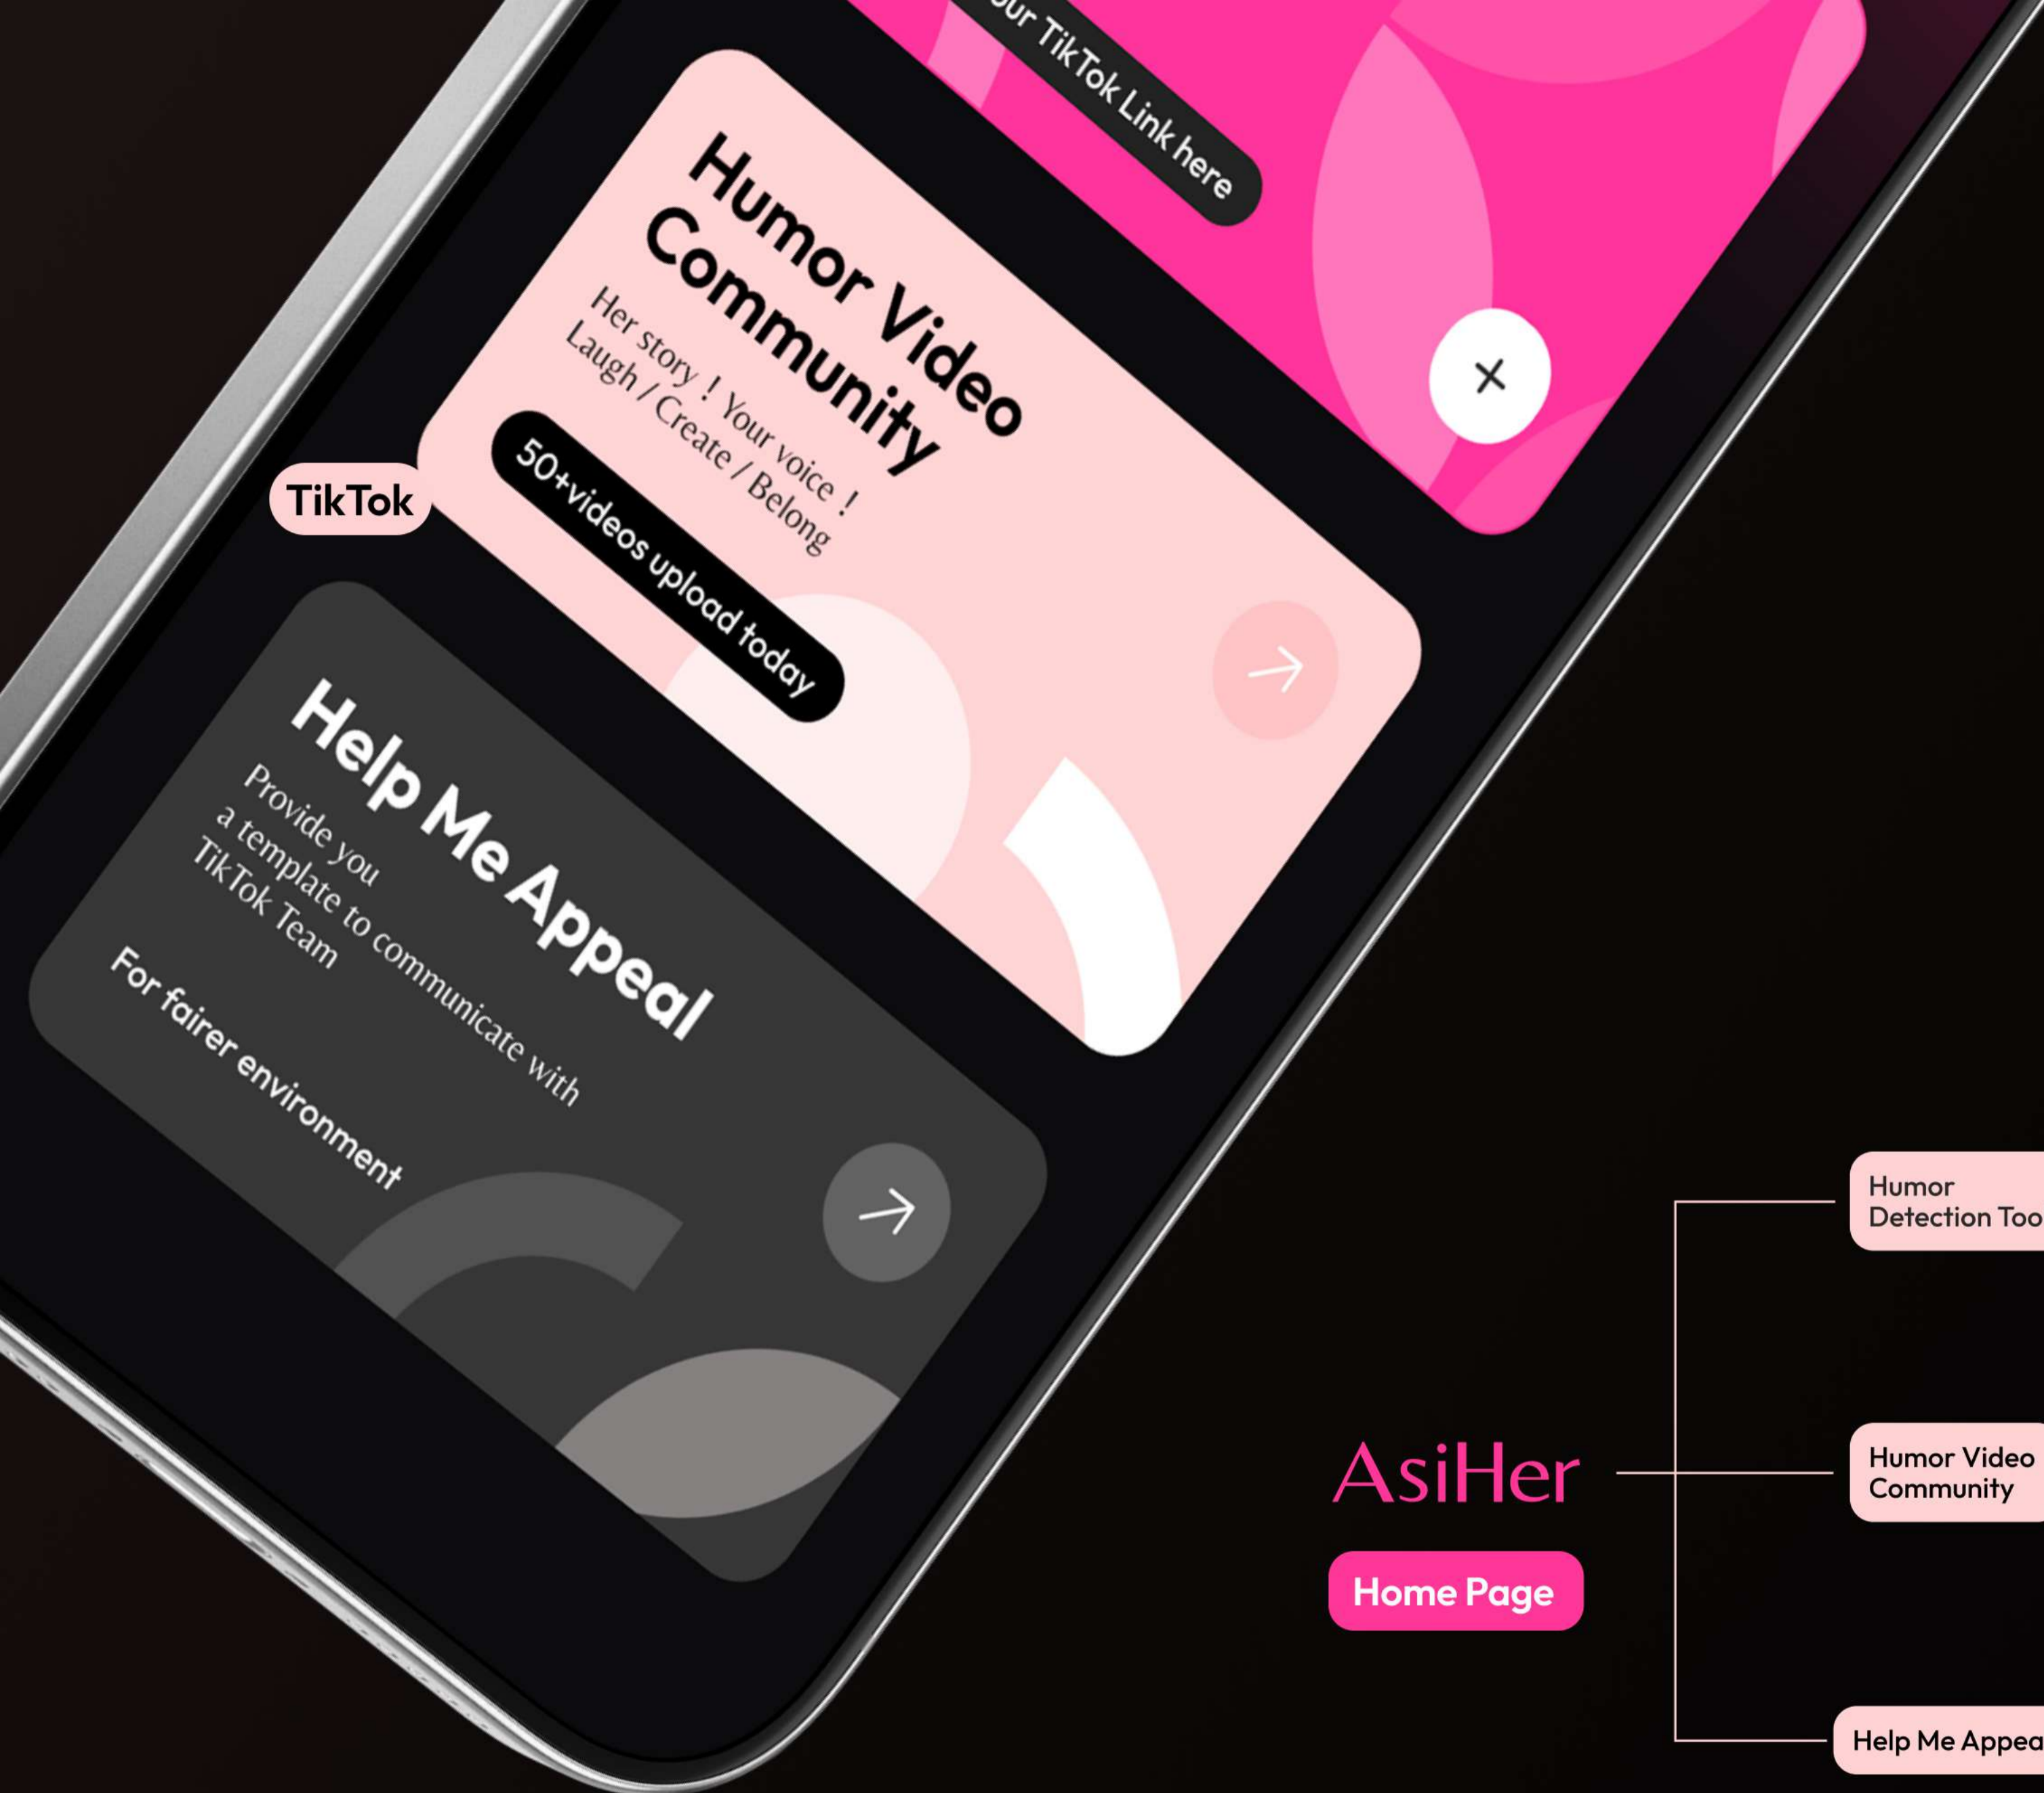 TikTok Link here
Humor Video
Community
Her story ! Your voice !
Laugh / Create / Belong
50+videos upload today
TikTok
Help Me Appeal
Provide you
a template to communicate with
TikTok Team
For fairer environment
Humor
Detection
AsiHer
Home Page
Humor Video
Community
Help Me